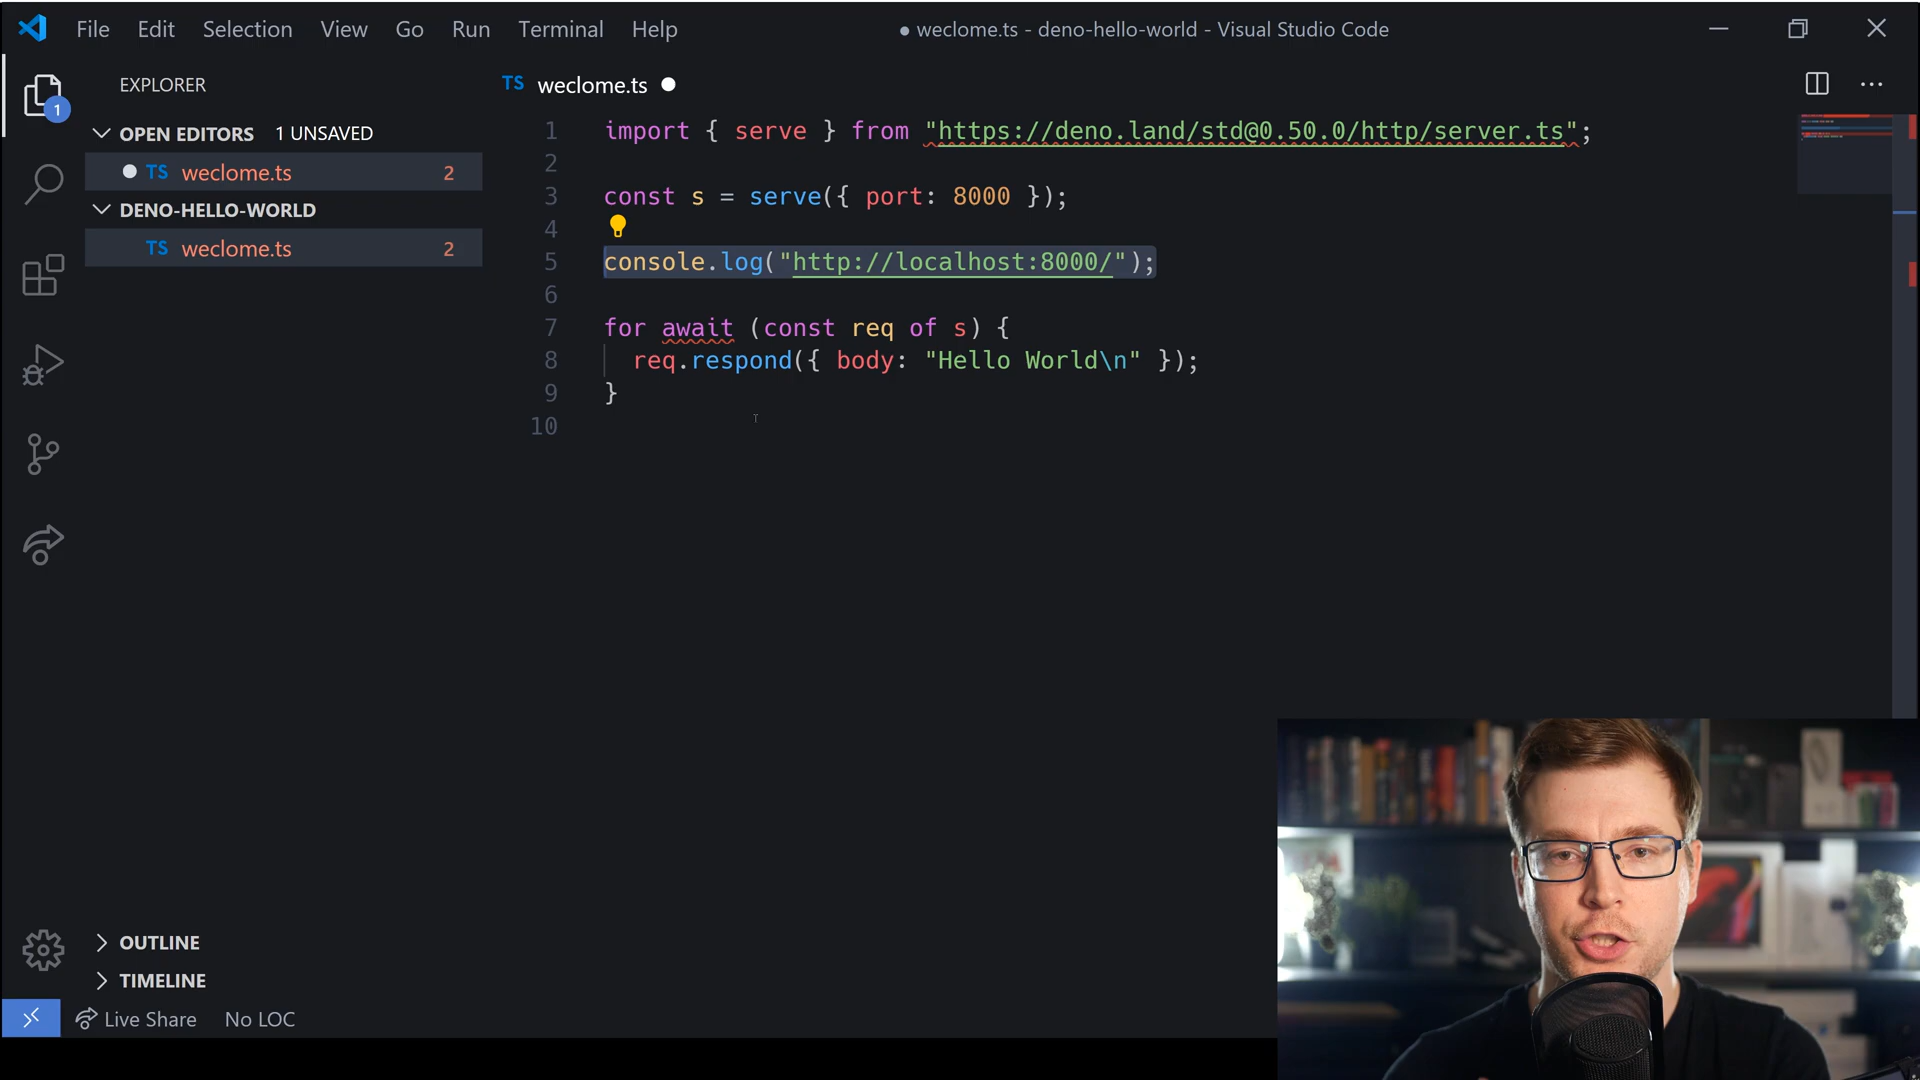 File Edit Selection View Go Run Terminal Help ● weclome.ts - deno-hello-world - Visual Studio Code
EXPLORER
TS weclome.ts ●
1
OPEN EDITORS 1 UNSAVED
TS weclome.ts 2
DENO-HELLO-WORLD
TS weclome.ts 2
1 import { serve } from "https://deno.land/std@0.50.0/http/server.ts";
2
3 const s = serve({ port: 8000 });
4
5 console.log("http://localhost:8000/");
6
7 for await (const req of s) {
8 req.respond({ body: "Hello World\n" });
9 }
10
OUTLINE
TIMELINE
Live Share No LOC